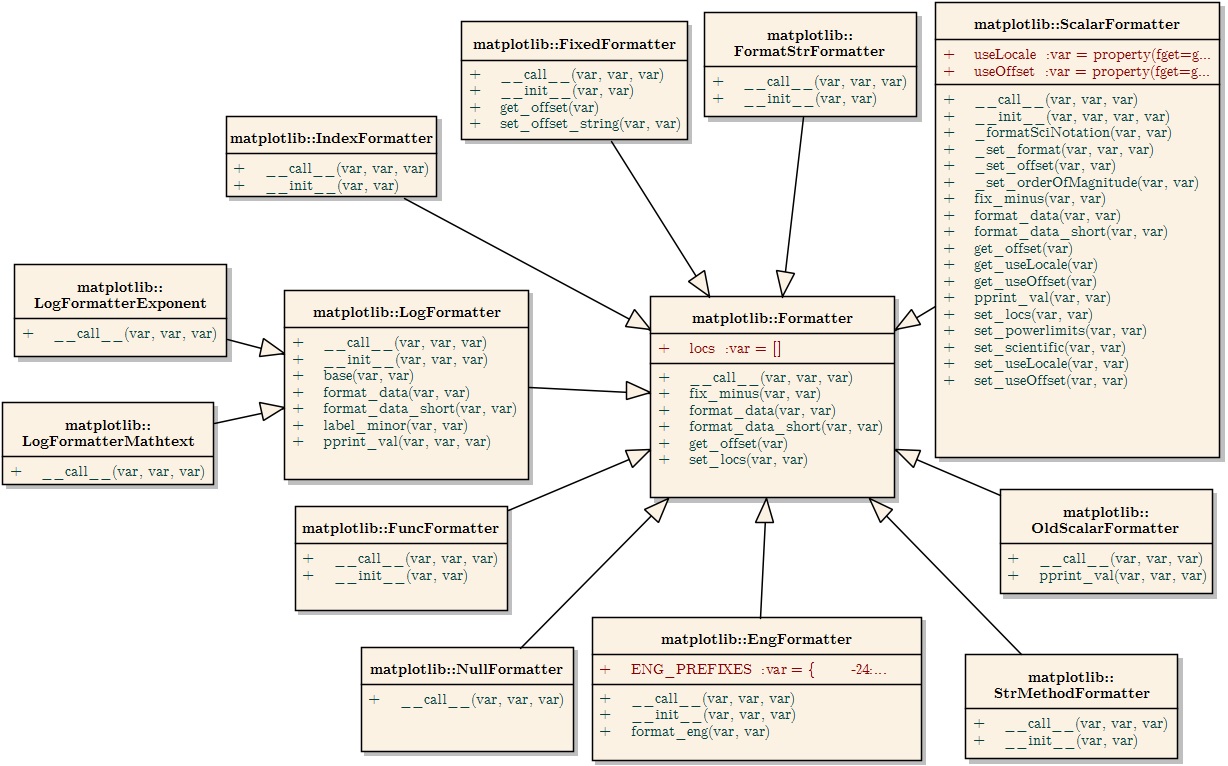 matplotlib::FixedFormatter
+ __call__(var, var, var)
+ __init__(var, var)
+ get_offset(var)
+ set_offset_string(var, var)
matplotlib::
FormatStrFormatter
+ __call__(var, var, var)
+ __init__(var, var)
matplotlib::ScalarFormatter
+ useLocale :var = property(fget=g...
+ useOffset :var = property(fget=g...
+ __call__(var, var, var)
+ __init__(var, var, var, var)
+ _formatSciNotation(var, var)
+ _set_format(var, var, var)
+ _set_offset(var, var)
+ _set_orderOfMagnitude(var, var)
+ fix_minus(var, var)
+ format_data(var, var)
+ format_data_short(var, var)
+ get_offset(var)
+ get_useLocale(var)
+ get_useOffset(var)
+ pprint_val(var, var)
+ set_locs(var, var)
+ set_powerlimits(var, var)
+ set_scientific(var, var)
+ set_useLocale(var, var)
+ set_useOffset(var, var)
matplotlib::IndexFormatter
+ __call__(var, var, var)
+ __init__(var, var)
matplotlib::
LogFormatterExponent
+ __call__(var, var, var)
matplotlib::LogFormatter
+ __call__(var, var, var)
+ __init__(var, var, var)
+ base(var, var)
+ format_data(var, var)
+ format_data_short(var, var)
+ label_minor(var, var)
+ pprint_val(var, var, var)
matplotlib::Formatter
+ locs :var = []
+ __call__(var, var, var)
+ fix_minus(var, var)
+ format_data(var, var)
+ format_data_short(var, var)
+ get_offset(var)
+ set_locs(var, var)
matplotlib::
LogFormatterMathtext
+ __call__(var, var, var)
matplotlib::FuncFormatter
+ __call__(var, var, var)
+ __init__(var, var)
matplotlib::
OldScalarFormatter
+ __call__(var, var, var)
+ pprint_val(var, var, var)
matplotlib::NullFormatter
+ __call__(var, var, var)
matplotlib::EngFormatter
+ ENG_PREFIXES :var = { -24:...
+ __call__(var, var, var)
+ __init__(var, var, var)
+ format_eng(var, var)
matplotlib::
StrMethodFormatter
+ __call__(var, var, var)
+ __init__(var, var)